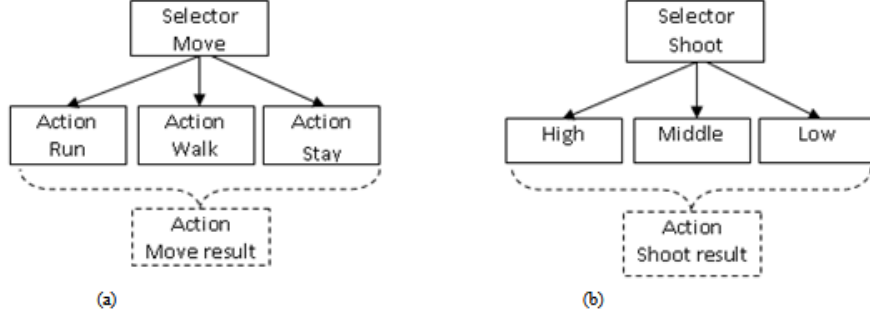 Selector
Move
Action
Run
Action
Walk
Action
Stay
Action
Move result
(a)
Selector
Shoot
High
Middle
Low
Action
Shoot result
(b)